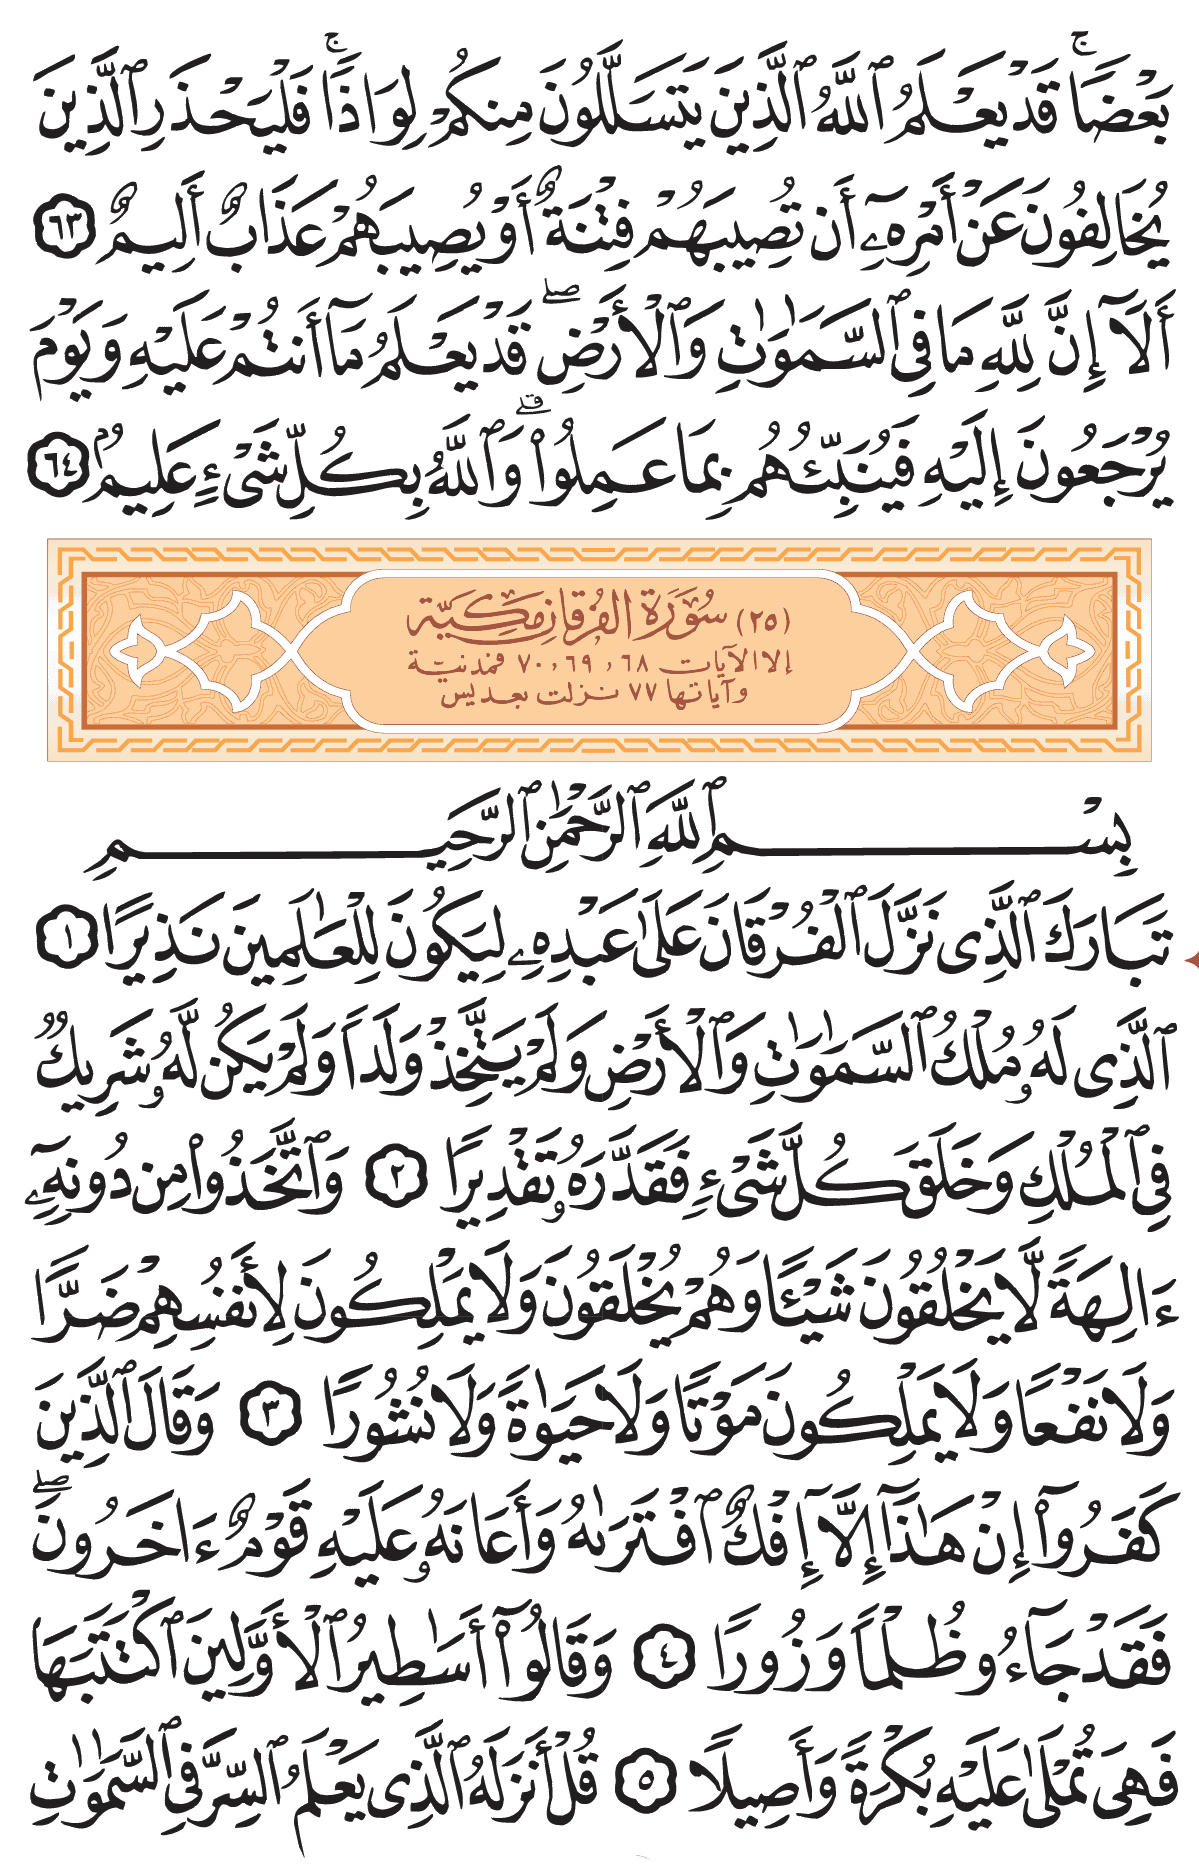 بَعْضًاۚ قَدْ يَعْلَمُ ٱللَّهُ ٱلَّذِينَ يَتَسَلَّلُونَ مِنكُمْ لِوَاذًاۚ فَلْيَحْذَرِ ٱلَّذِينَ
يُخَالِفُونَ عَنْ أَمْرِهِۦٓ أَن تُصِيبَهُمْ فِتْنَةٌ أَوْ يُصِيبَهُمْ عَذَابٌ أَلِيمٌ ٦٣
أَلَآ إِنَّ لِلَّهِ مَا فِى ٱلسَّمَٰوَٰتِ وَٱلْأَرْضِۖ قَدْ يَعْلَمُ مَآ أَنتُمْ عَلَيْهِ وَيَوْمَ
يُرْجَعُونَ إِلَيْهِ فَيُنَبِّئُهُم بِمَا عَمِلُوا۟ۗ وَٱللَّهُ بِكُلِّ شَىْءٍ عَلِيمٌۢ ٦٤
(٢٥) سُورَة الفُرقانِ مَكِيَّة
إلا الآيات ٦٨، ٦٩، ٧٠ فمدنيّة
وآياتها ٧٧ نزلت بعد يس
بِسْمِ ٱللَّهِ ٱلرَّحْمَٰنِ ٱلرَّحِيمِ
تَبَارَكَ ٱلَّذِى نَزَّلَ ٱلْفُرْقَانَ عَلَىٰ عَبْدِهِۦ لِيَكُونَ لِلْعَٰلَمِينَ نَذِيرًا ١
ٱلَّذِى لَهُۥ مُلْكُ ٱلسَّمَٰوَٰتِ وَٱلْأَرْضِ وَلَمْ يَتَّخِذْ وَلَدًا وَلَمْ يَكُن لَّهُۥ شَرِيكٌ
فِى ٱلْمُلْكِ وَخَلَقَ كُلَّ شَىْءٍ فَقَدَّرَهُۥ تَقْدِيرًا ٢ وَٱتَّخَذُوا۟ مِن دُونِهِۦٓ
ءَالِهَةً لَّا يَخْلُقُونَ شَيْـًٔا وَهُمْ يُخْلَقُونَ وَلَا يَمْلِكُونَ لِأَنفُسِهِمْ ضَرًّا
وَلَا نَفْعًا وَلَا يَمْلِكُونَ مَوْتًا وَلَا حَيَوٰةً وَلَا نُشُورًا ٣ وَقَالَ ٱلَّذِينَ
كَفَرُوٓا۟ إِنْ هَٰذَآ إِلَّآ إِفْكٌ ٱفْتَرَىٰهُ وَأَعَانَهُۥ عَلَيْهِ قَوْمٌ ءَاخَرُونَۖ
فَقَدْ جَآءُو ظُلْمًا وَزُورًا ٤ وَقَالُوٓا۟ أَسَٰطِيرُ ٱلْأَوَّلِينَ ٱكْتَتَبَهَا
فَهِىَ تُمْلَىٰ عَلَيْهِ بُكْرَةً وَأَصِيلًا ٥ قُلْ أَنزَلَهُ ٱلَّذِى يَعْلَمُ ٱلسِّرَّ فِى ٱلسَّمَٰوَٰتِ